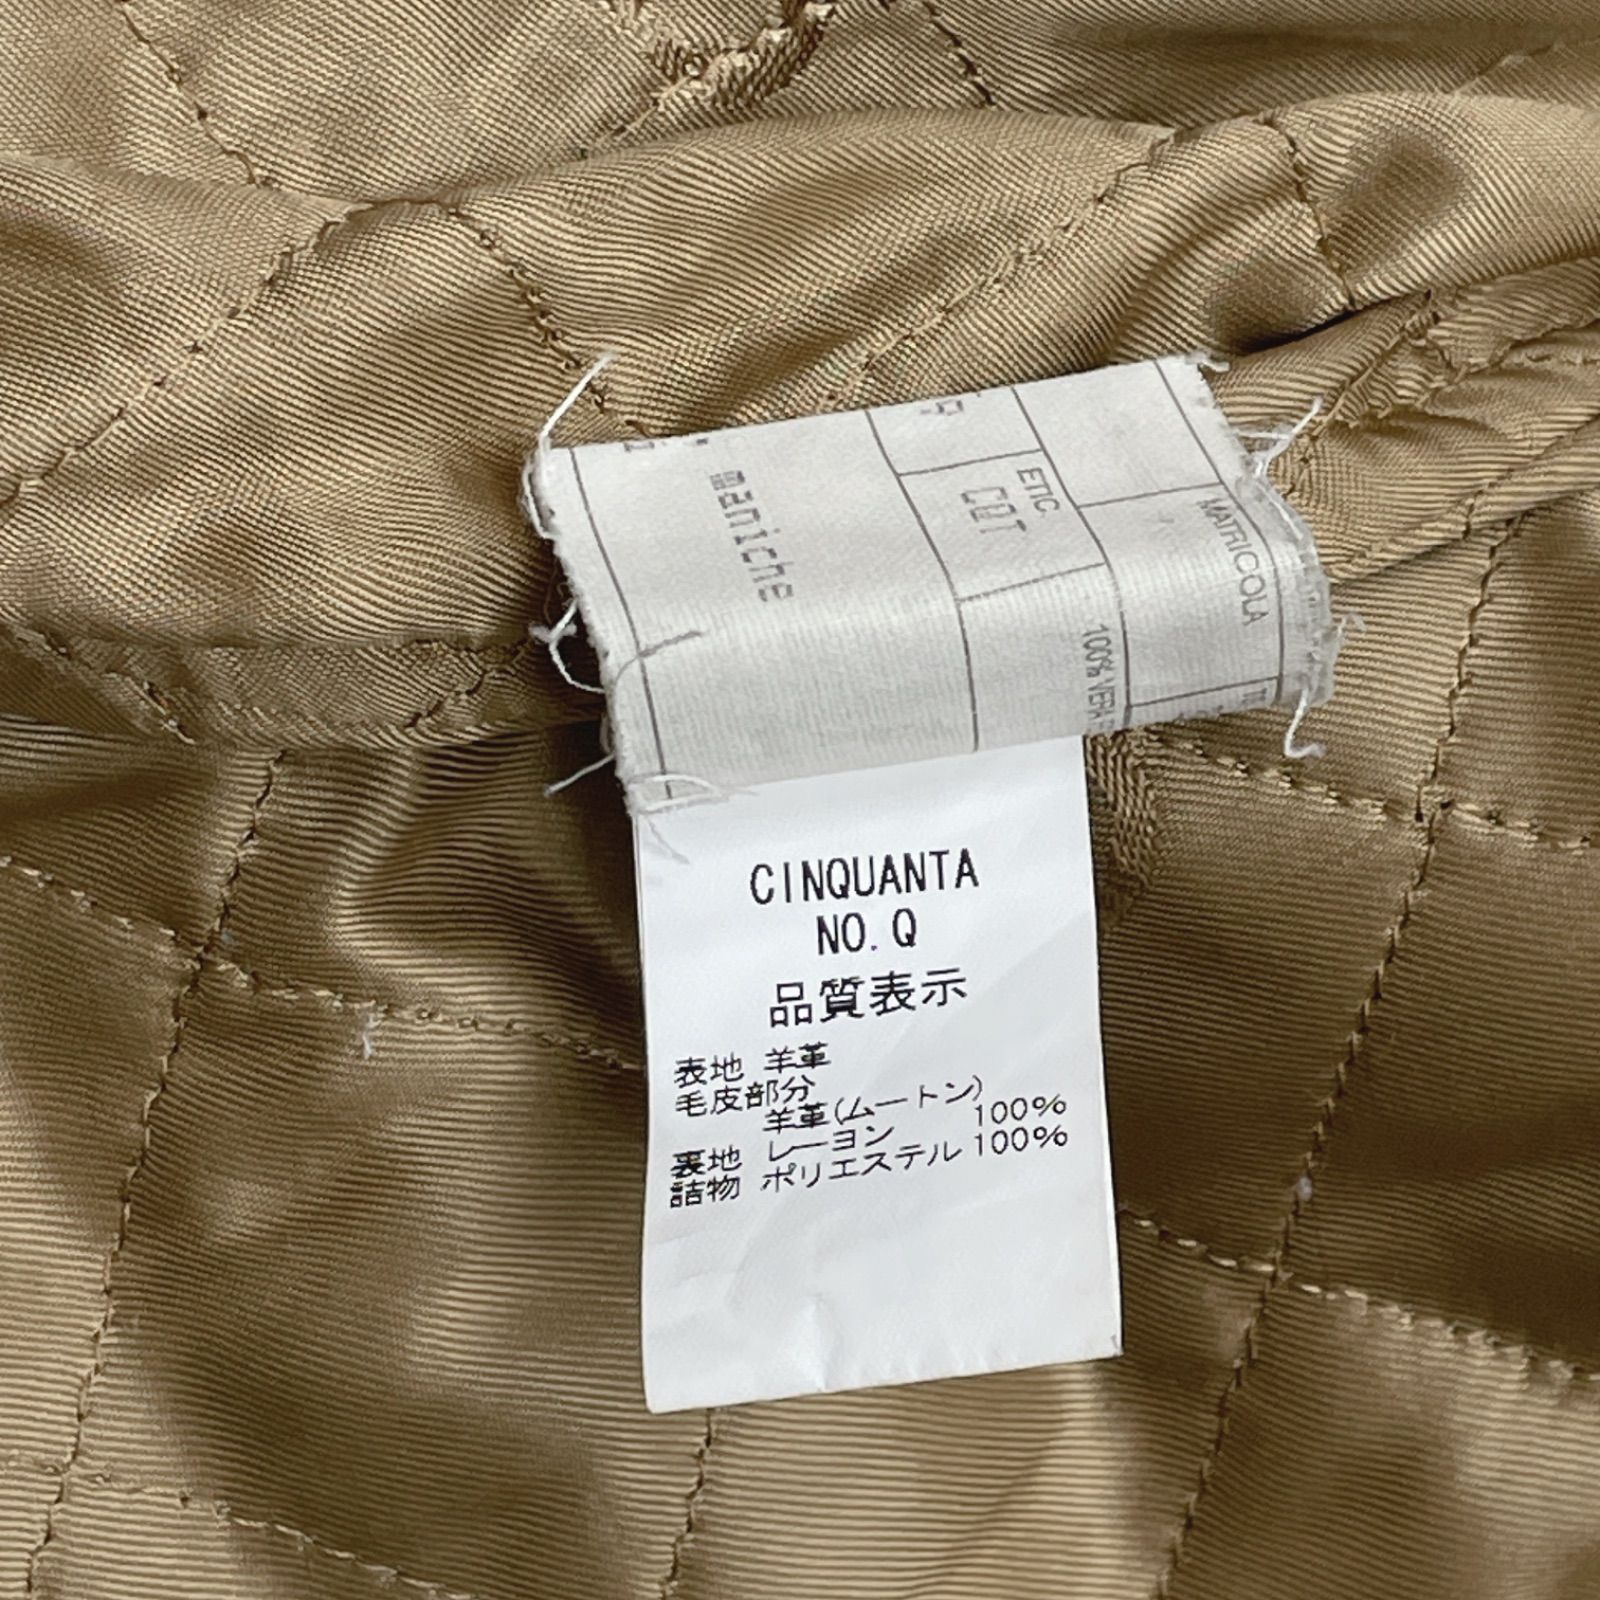 maniche
ETIC
COT
MATRICOLA
100% VERA
CINQUANTA
NO.Q
品質表示
表地 羊革
毛皮部分
羊革(ムートン)
裏地 レーヨン 100%
詰物 ポリエステル 100%